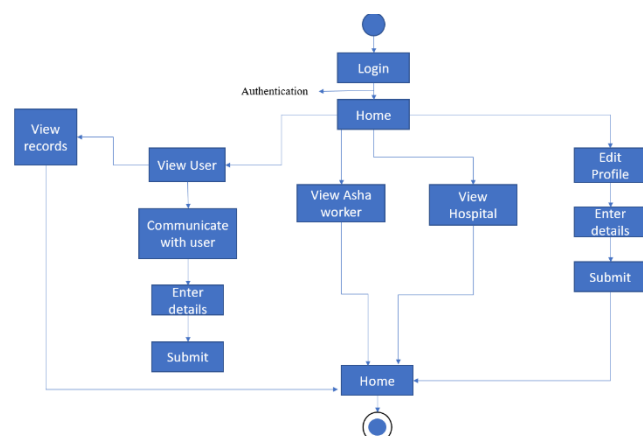 Login
Authentication
Home
View
records
View User
Edit
Profile
View Asha
worker
View
Hospital
Communicate
with user
Enter
details
Enter
details
Submit
Submit
Home